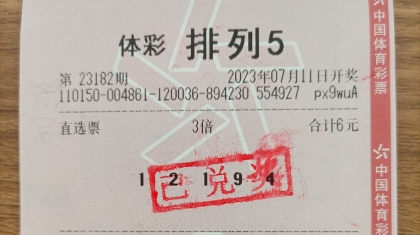 体彩 排列5
第 23182期 2023年07月11日开奖
110150-004861-120036-894230 554927 px9wuA
直选票 3倍 合计6元
1 2 1 9 4
已兑奖
中国体育彩票
中国体育彩票